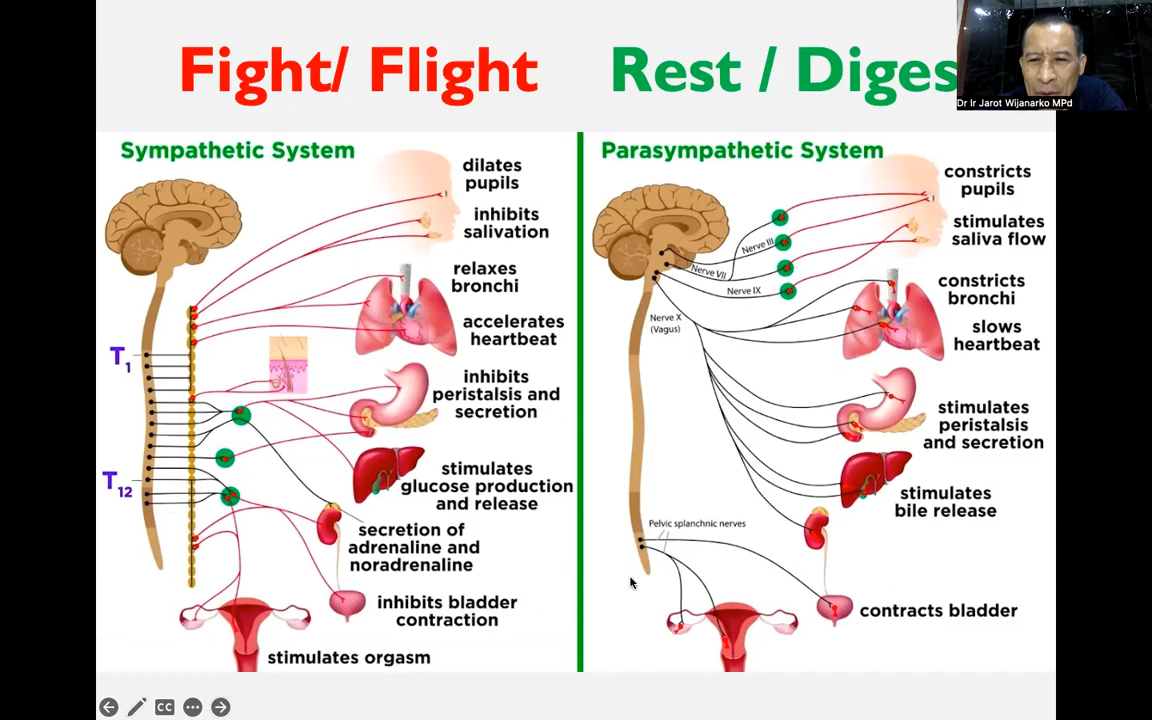 Fight/ Flight
Rest / Diges
Dr Ir Jarot Wijanarko MPd
Sympathetic System
dilates
pupils
inhibits
salivation
relaxes
bronchi
accelerates
heartbeat
T1
inhibits
peristalsis and
secretion
T12
stimulates
glucose production
and release
secretion of
adrenaline and
noradrenaline
inhibits bladder
contraction
stimulates orgasm
Parasympathetic System
constricts
pupils
stimulates
saliva flow
Nerve III
Nerve VII
Nerve IX
Nerve X
(Vagus)
constricts
bronchi
slows
heartbeat
stimulates
peristalsis
and secretion
stimulates
bile release
Pelvic splanchnic nerves
contracts bladder
CC